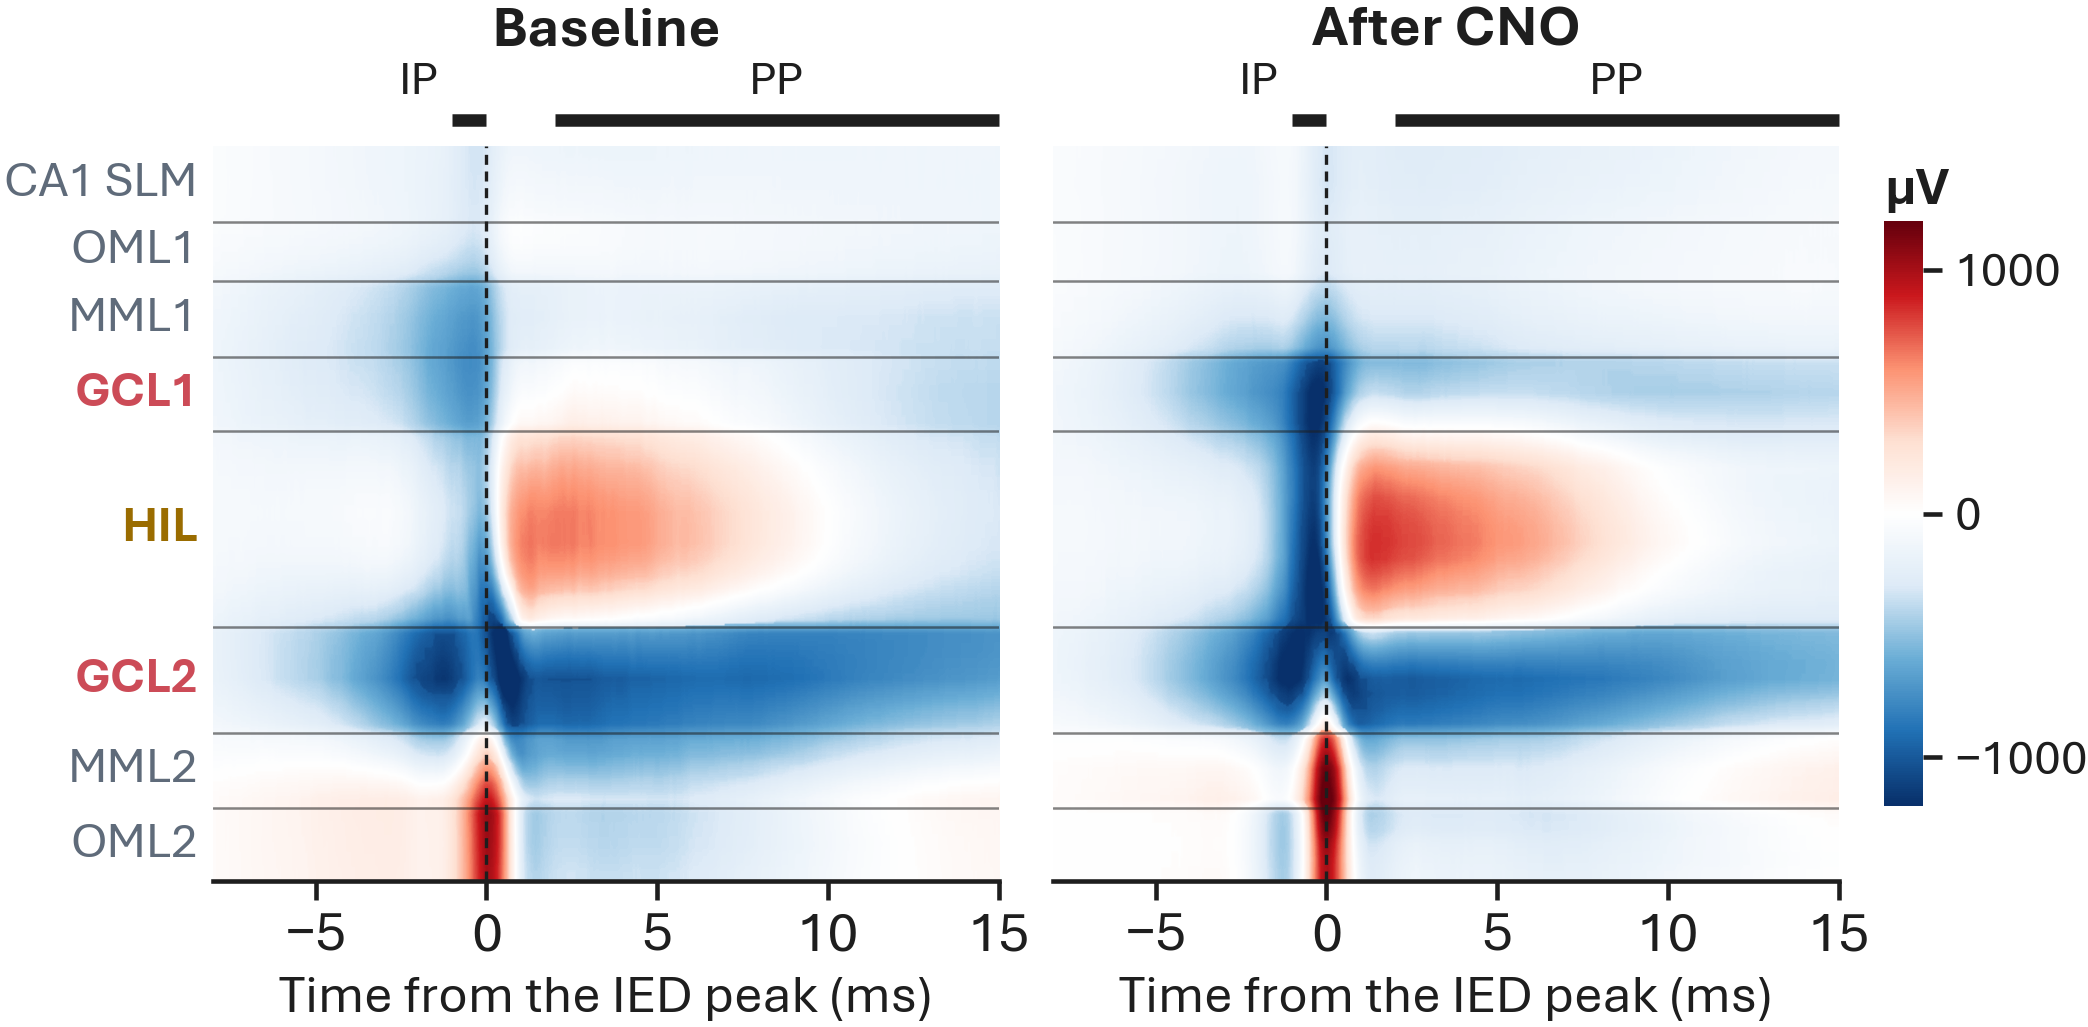 Baseline
After CNO
IP
PP
IP
PP
CA1 SLM
OML1
MML1
GCL1
HIL
GCL2
MML2
OML2
µV
1000
0
−1000
−5
0
5
10
15
−5
0
5
10
15
Time from the IED peak (ms)
Time from the IED peak (ms)